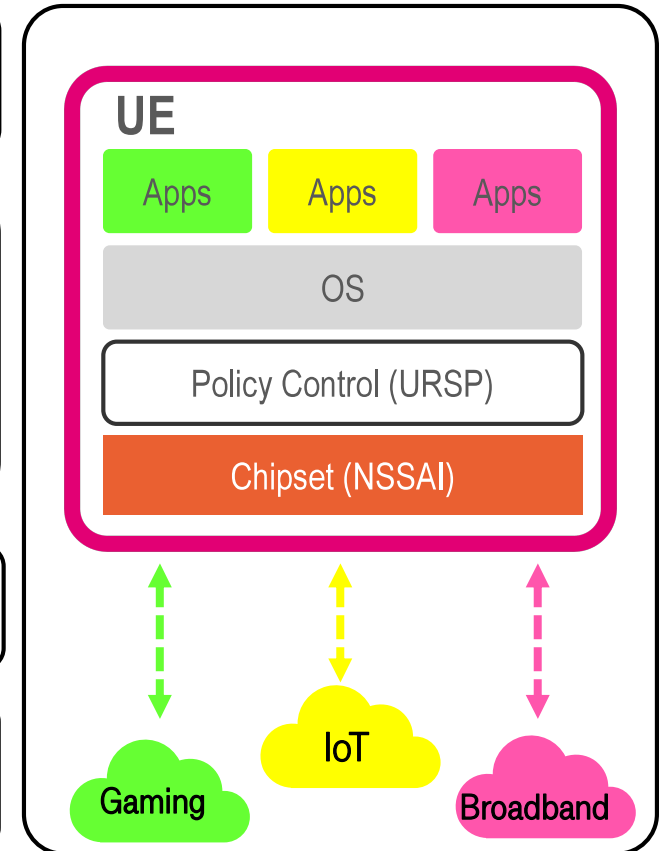 UE
Apps Apps Apps
OS
Policy Control (URSP)
Chipset (NSSAI)
IoT
Gaming
Broadband